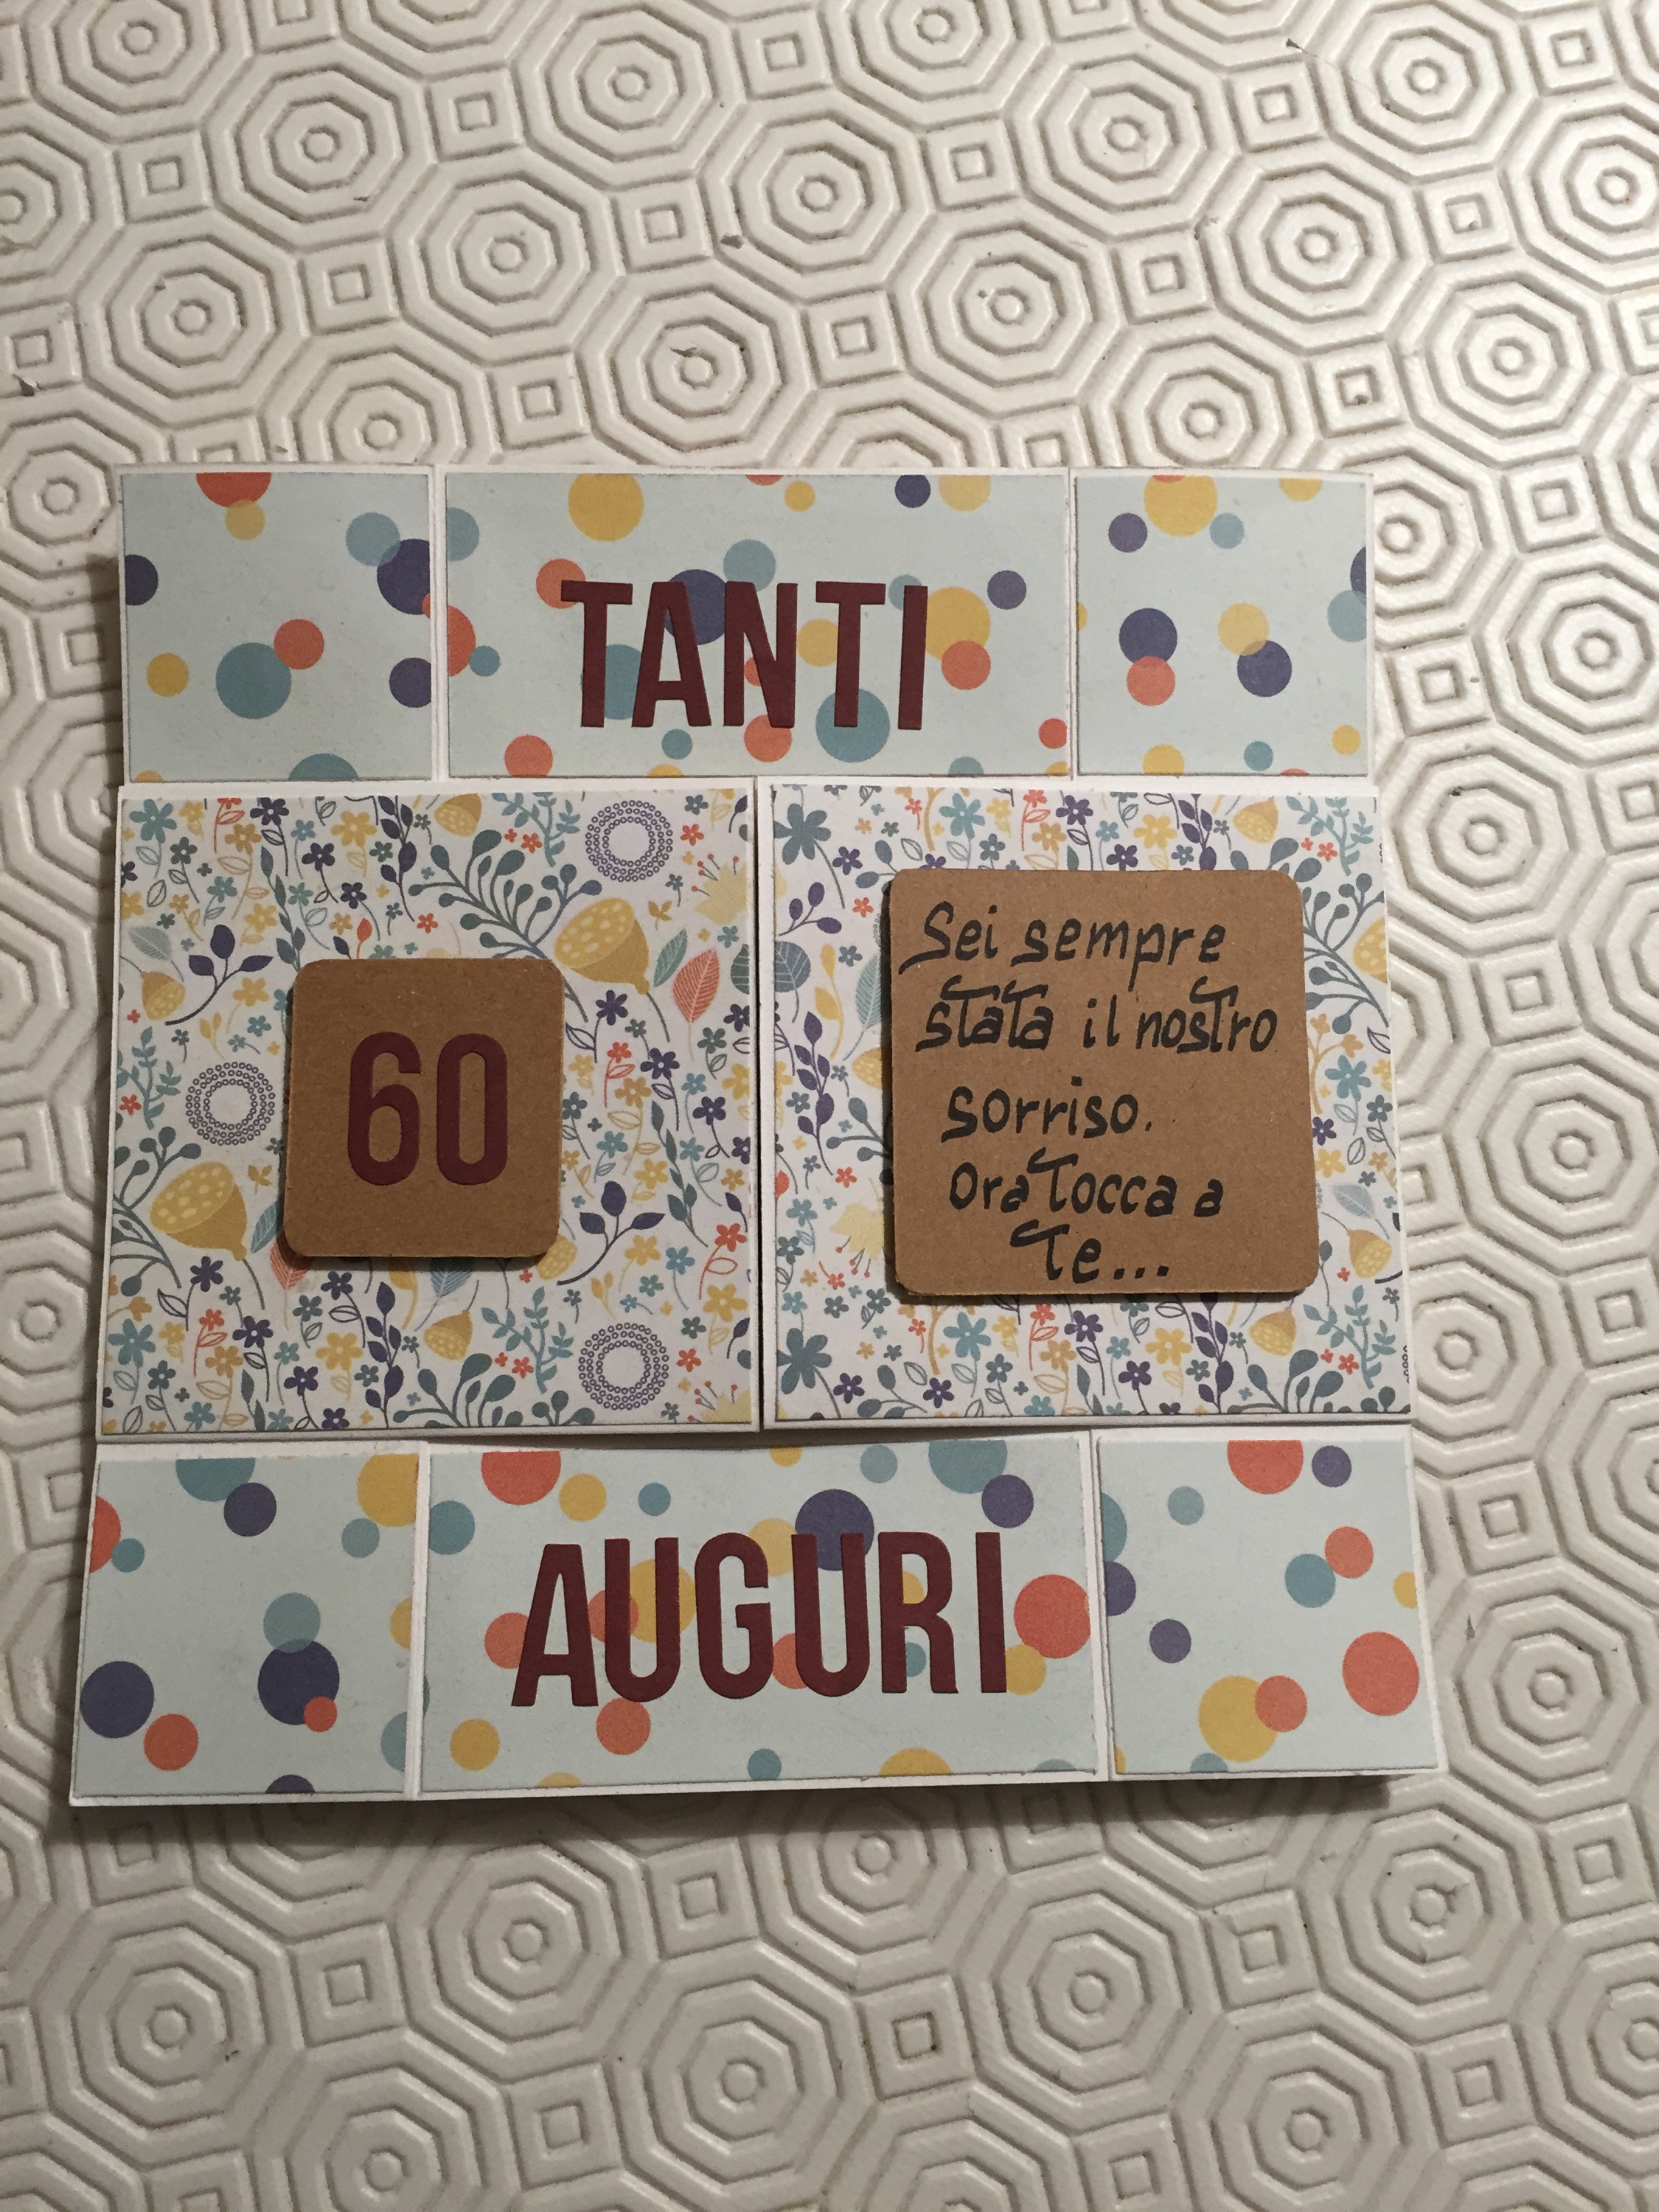 TANTI
60
Sei sempre
stata il nostro
sorriso.
Ora tocca a
te...
AUGURI